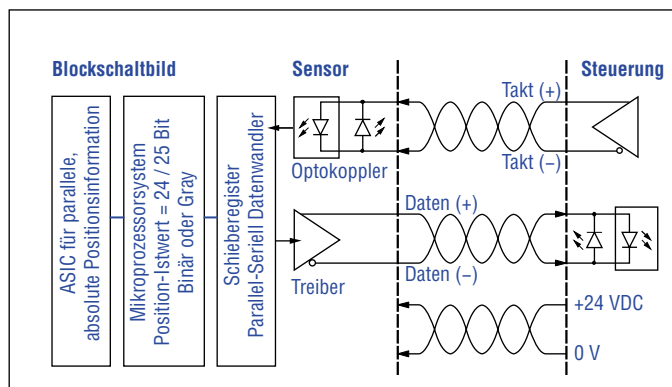 Blockschaltbild
Sensor
Steuerung
ASIC für parallele,
absolute Positionsinformation
Mikroprozessorsystem
Position-Istwert = 24 / 25 Bit
Binär oder Gray
Schieberegister
Parallel-Seriell Datenwandler
Optokoppler
Takt (+)
Takt (−)
Treiber
Daten (+)
Daten (−)
+24 VDC
0 V